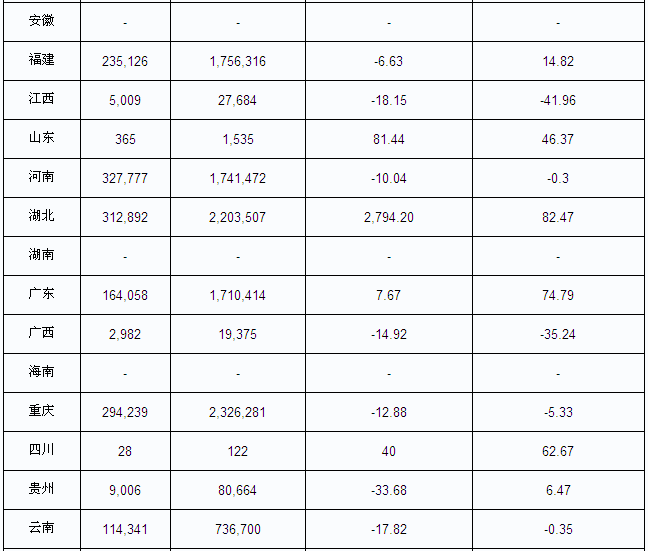 安徽 - - - -
福建 235,126 1,756,316 -6.63 14.82
江西 5,009 27,684 -18.15 -41.96
山东 365 1,535 81.44 46.37
河南 327,777 1,741,472 -10.04 -0.3
湖北 312,892 2,203,507 2,794.20 82.47
湖南 - - - -
广东 164,058 1,710,414 7.67 74.79
广西 2,982 19,375 -14.92 -35.24
海南 - - - -
重庆 294,239 2,326,281 -12.88 -5.33
四川 28 122 40 62.67
贵州 9,006 80,664 -33.68 6.47
云南 114,341 736,700 -17.82 -0.35